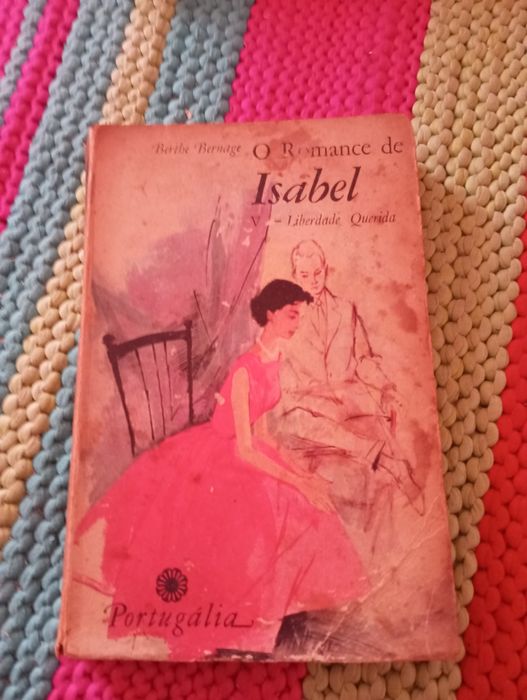 Berthe Bernage
O Romance de
Isabel
V - Liberdade Querida
Portugália